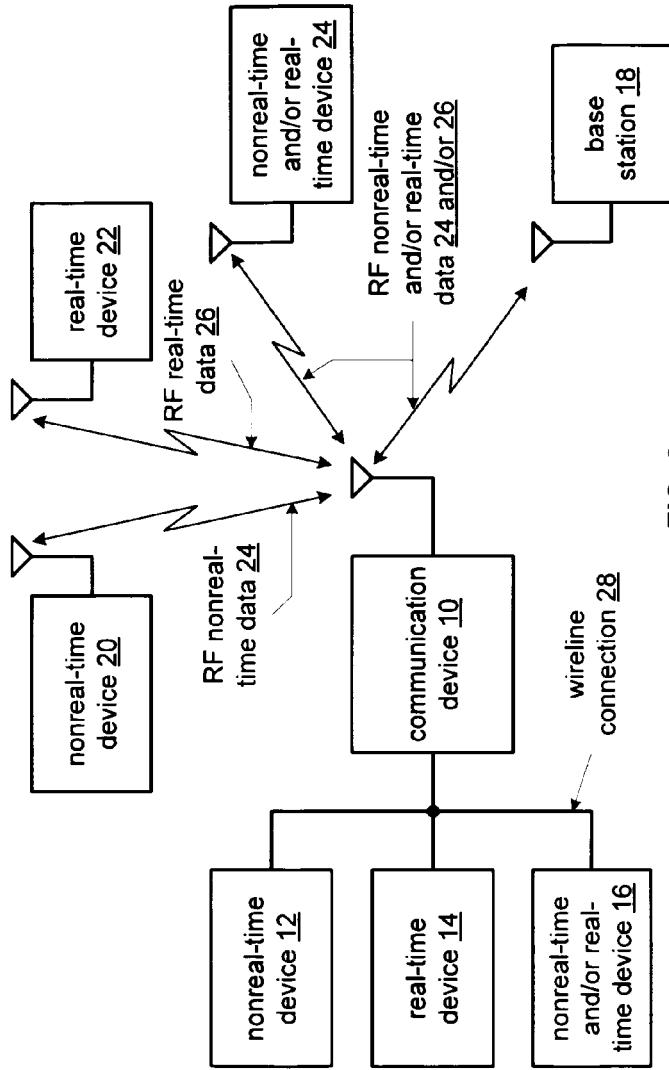 nonreal-time
device 20
real-time
device 22
nonreal-time
and/or real-
time device 24
RF nonreal-
time data 24
RF real-time
data 26
RF nonreal-time
and/or real-time
data 24 and/or 26
nonreal-time
device 12
real-time
device 14
nonreal-time
and/or real-
time device 16
communication
device 10
wireline
connection 28
base
station 18